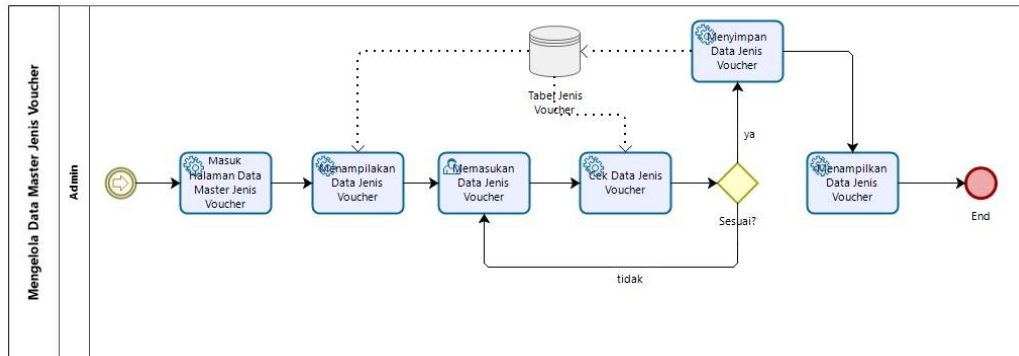 Mengelola Data Master Jenis Voucher
Admin
Masuk
Halaman Data
Master Jenis
Voucher
Menampilakan
Data Jenis
Voucher
Memasukan
Data Jenis
Voucher
Cek Data Jenis
Voucher
Tabel Jenis
Voucher
Sesuai?
ya
tidak
Menyimpan
Data Jenis
Voucher
Menampilkan
Data Jenis
Voucher
End